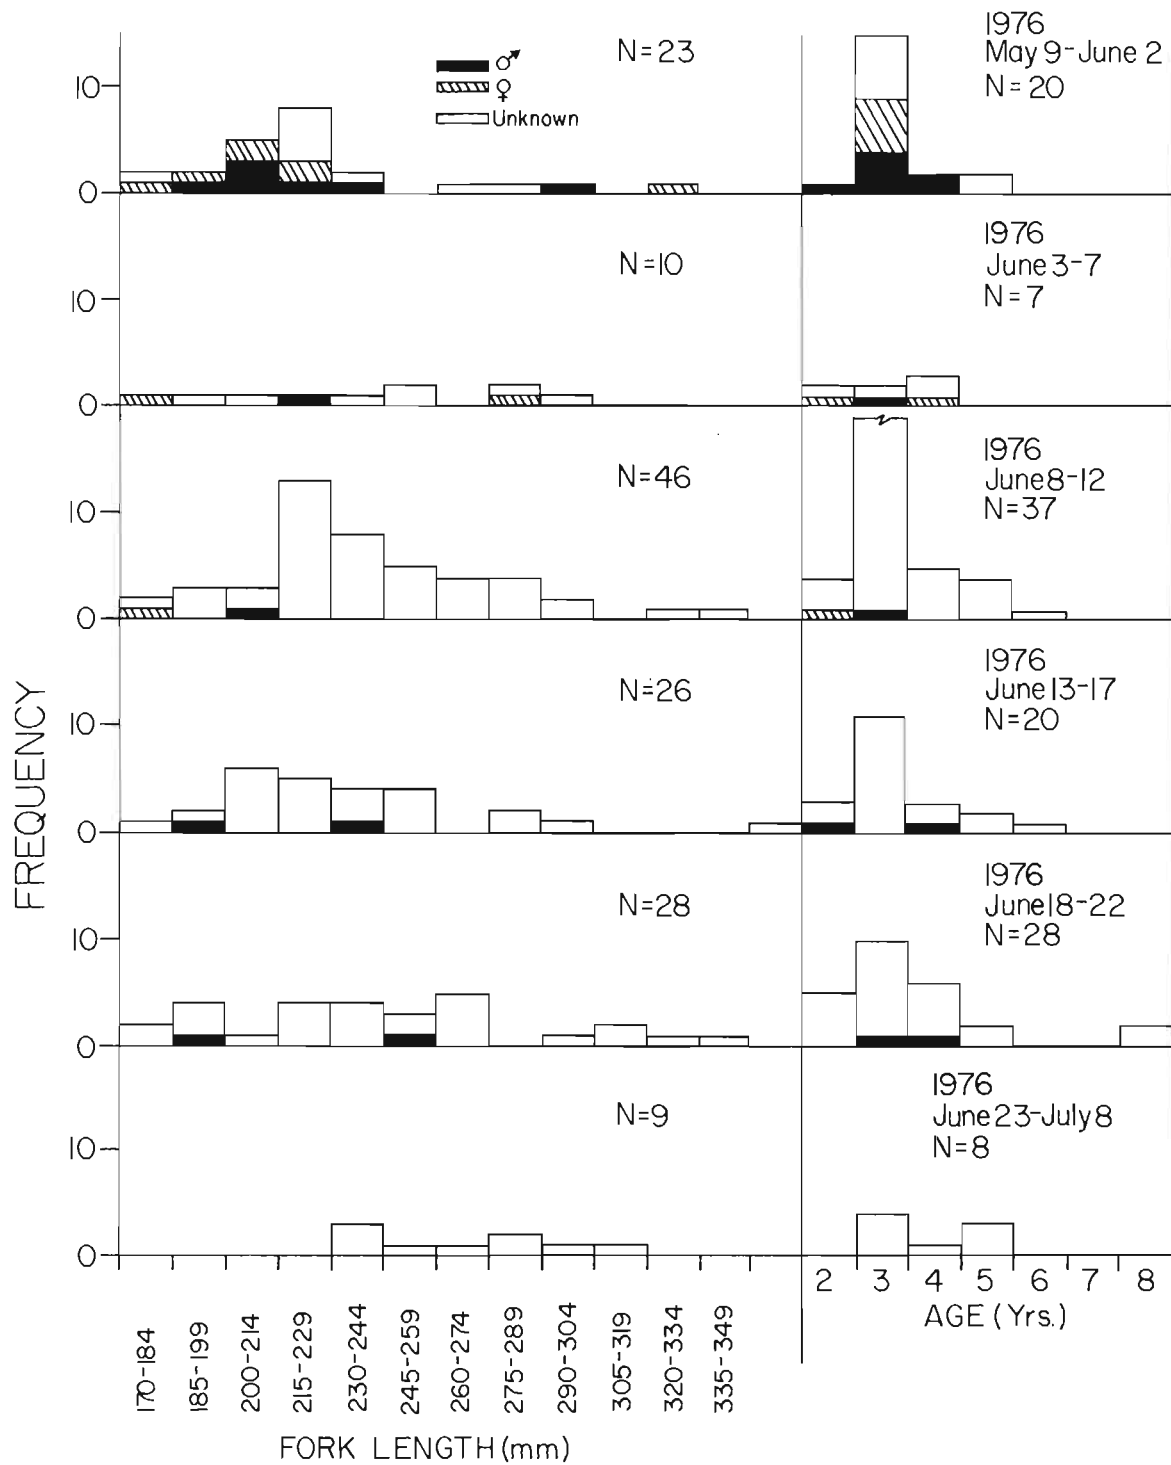 N=23
♂
♀
Unknown
1976
May 9-June 2
N=20
10
0
N=10
1976
June 3-7
N=7
10
0
N=46
1976
June 8-12
N=37
10
0
N=26
1976
June 13-17
N=20
10
0
N=28
1976
June 18-22
N=28
10
0
N=9
1976
June 23-July 8
N=8
10
0
FREQUENCY
170-184
185-199
200-214
215-229
230-244
245-259
260-274
275-289
290-304
305-319
320-334
335-349
FORK LENGTH (mm)
2 3 4 5 6 7 8
AGE (Yrs.)